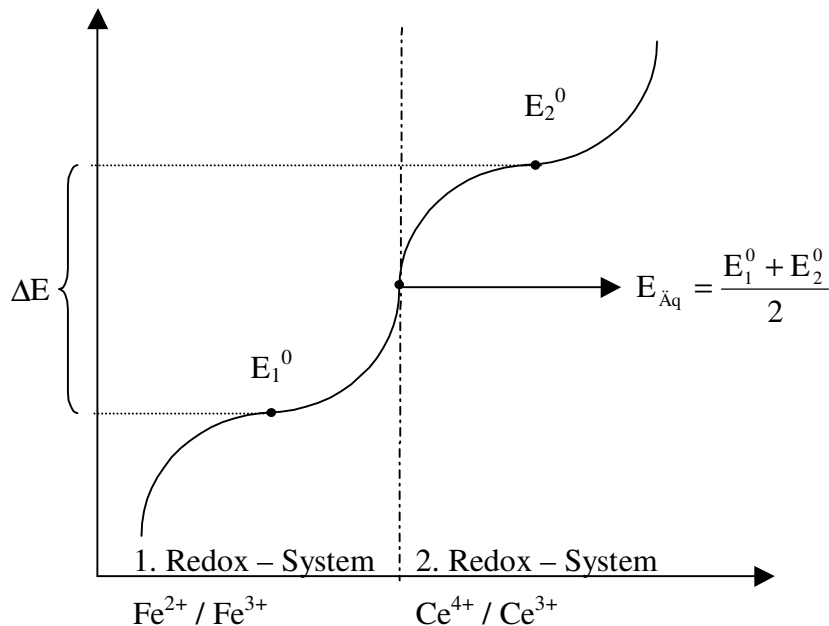 E₂⁰
ΔE
E_Äq = (E₁⁰ + E₂⁰) / 2
E₁⁰
1. Redox – System 2. Redox – System
Fe²⁺ / Fe³⁺ Ce⁴⁺ / Ce³⁺